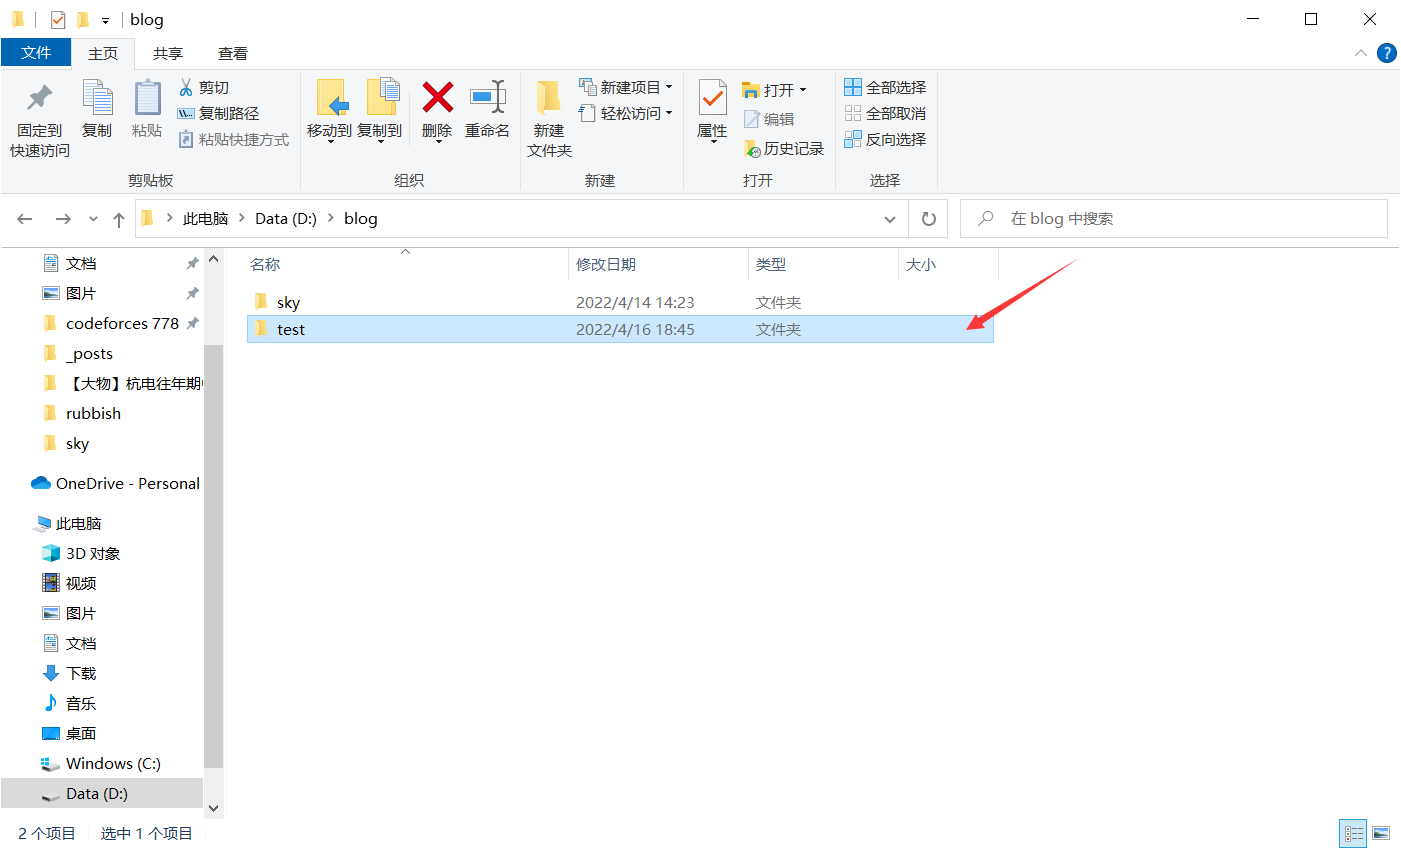 blog
文件 主页 共享 查看
固定到
快速访问
复制
粘贴
剪切
复制路径
粘贴快捷方式
剪贴板
移动到 复制到 删除 重命名
组织
新建
文件夹
新建项目
轻松访问
新建
属性
打开
编辑
历史记录
打开
全部选择
全部取消
反向选择
选择
此电脑 Data (D:) blog
在 blog 中搜索
文档
图片
codeforces 778
_posts
【大物】杭电往年期
rubbish
sky
OneDrive - Personal
此电脑
3D 对象
视频
图片
文档
下载
音乐
桌面
Windows (C:)
Data (D:)
名称 修改日期 类型 大小
sky 2022/4/14 14:23 文件夹
test 2022/4/16 18:45 文件夹
2 个项目 选中 1 个项目